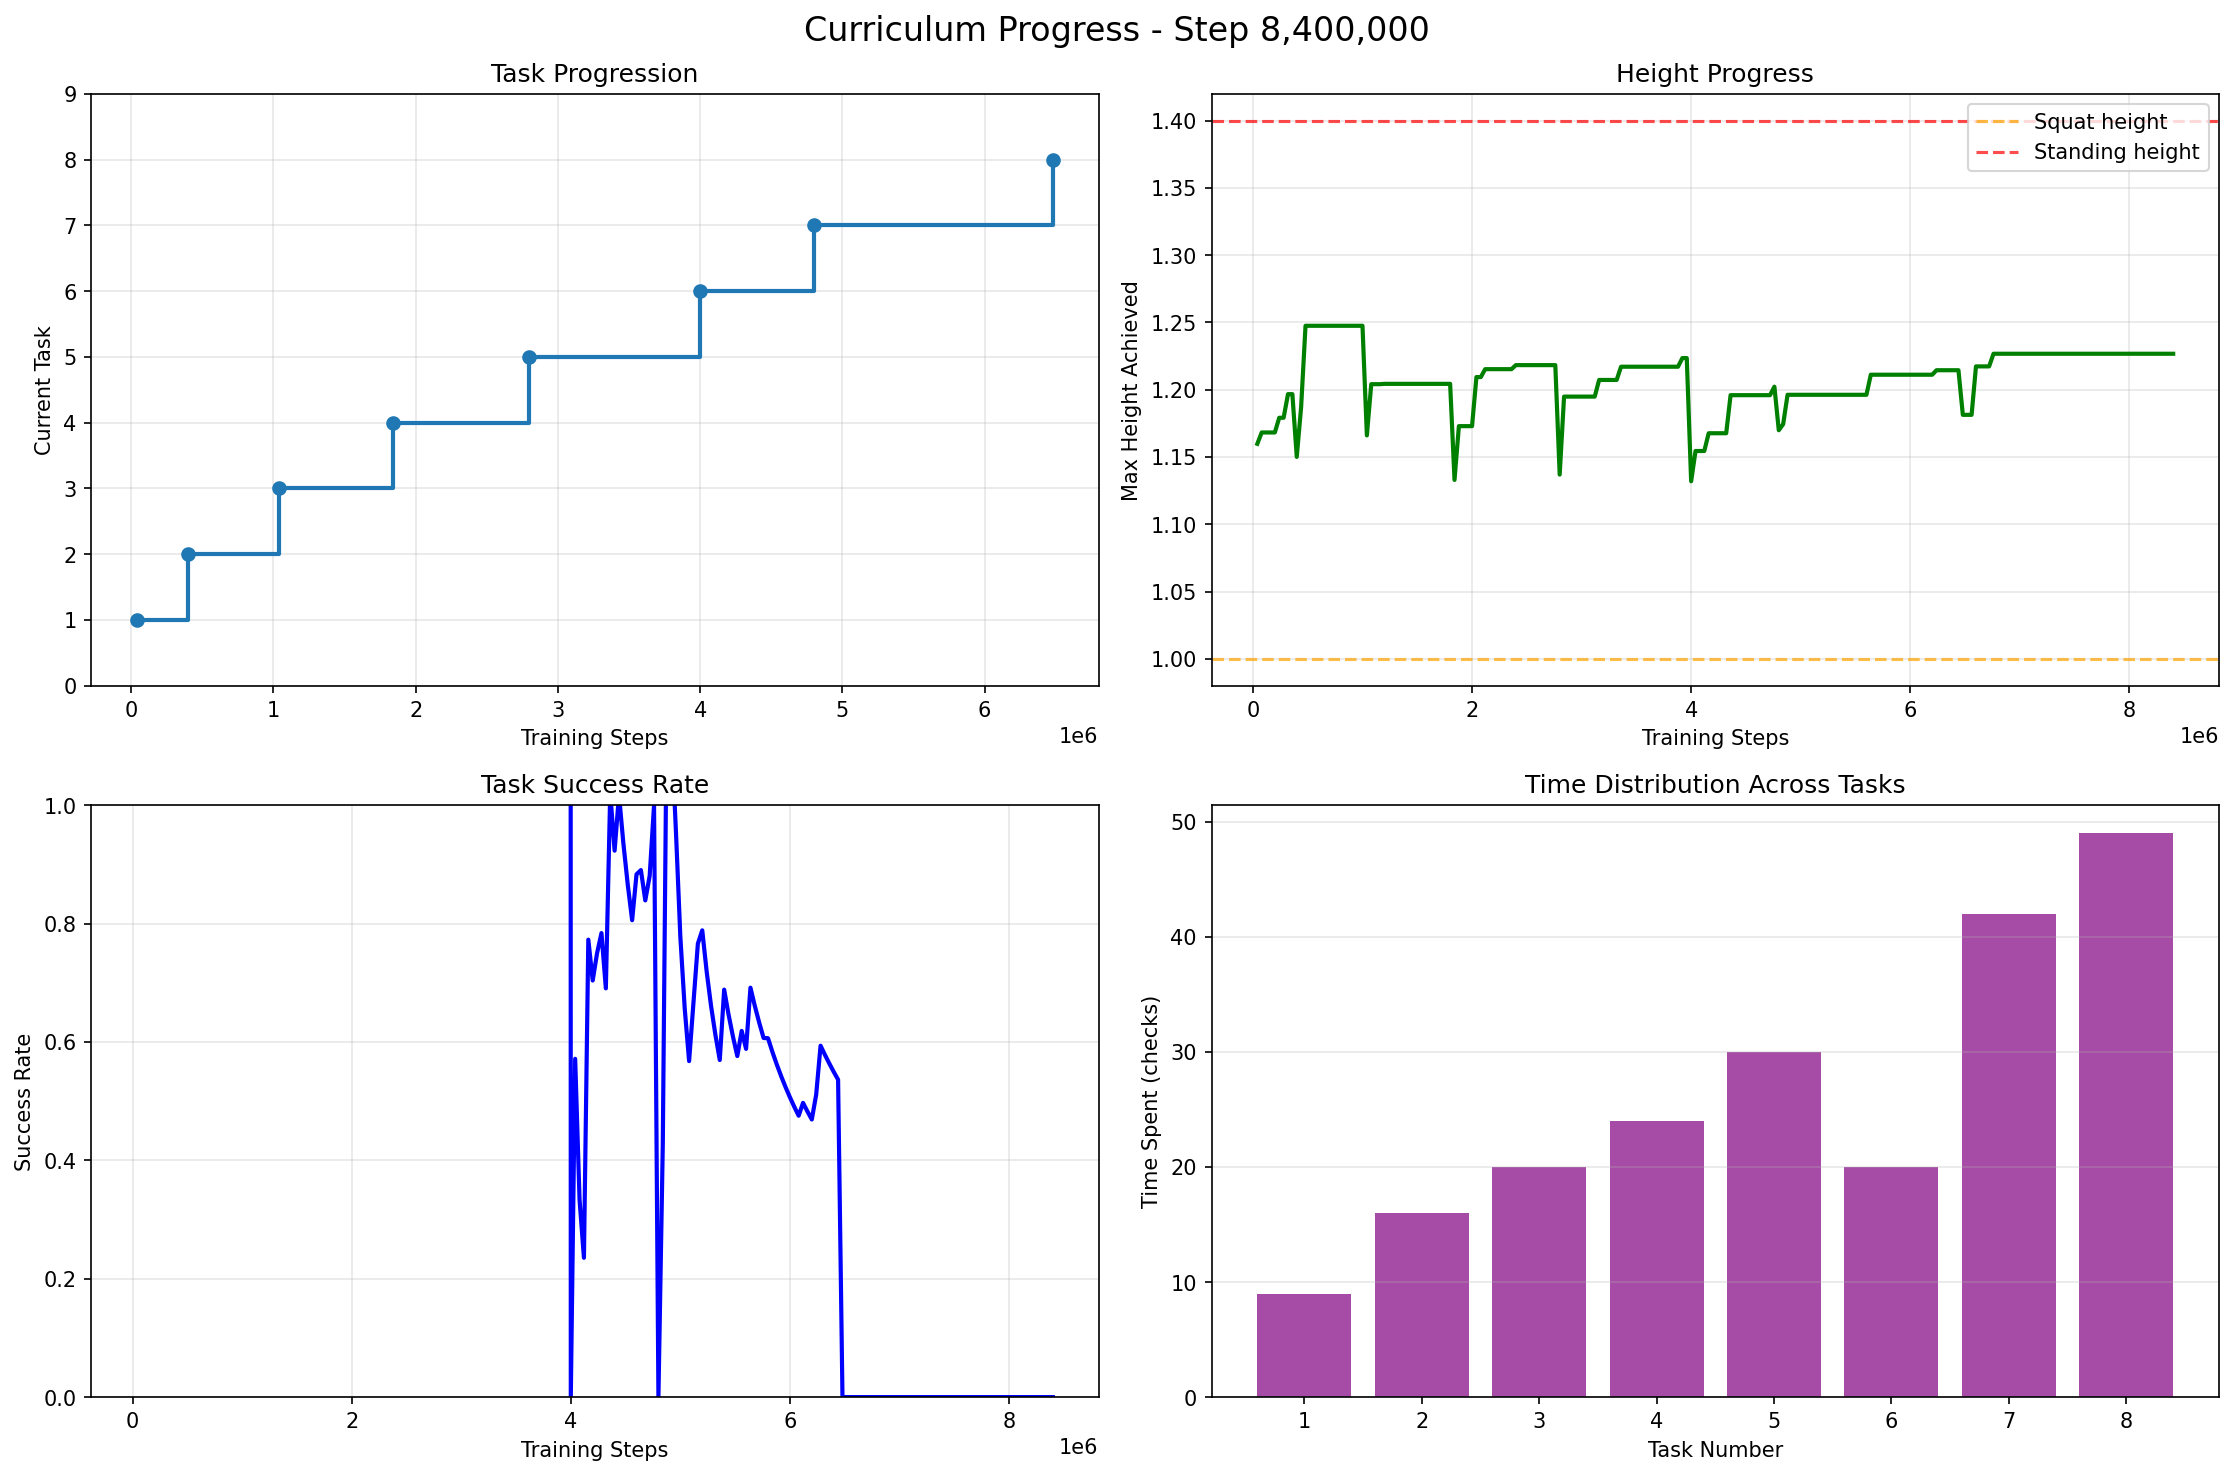 Curriculum Progress - Step 8,400,000
Task Progression
9
8
7
6
5
4
3
2
1
0
Current Task
0 1 2 3 4 5 6
1e6
Training Steps
Height Progress
1.40
1.35
1.30
1.25
1.20
1.15
1.10
1.05
1.00
Max Height Achieved
Squat height
Standing height
0 2 4 6 8
1e6
Training Steps
Task Success Rate
1.0
0.8
0.6
0.4
0.2
0.0
Success Rate
0 2 4 6 8
1e6
Training Steps
Time Distribution Across Tasks
50
40
30
20
10
0
Time Spent (checks)
1 2 3 4 5 6 7 8
Task Number